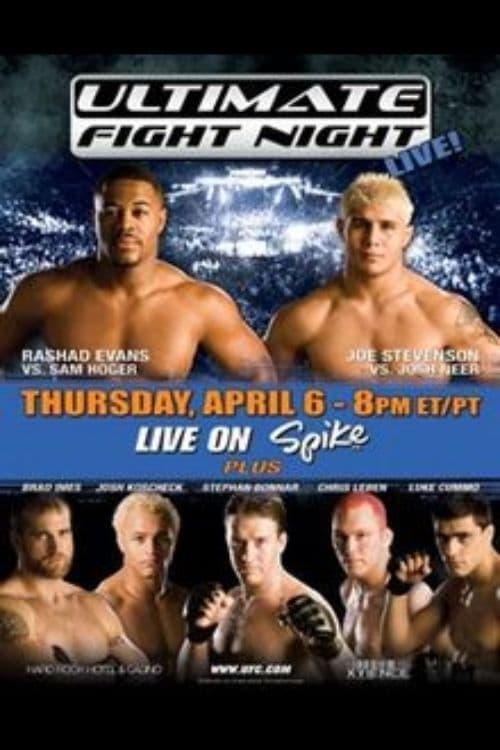 ULTIMATE
FIGHT NIGHT
LIVE!
RASHAD EVANS
VS. SAM HOGER
JOE STEVENSON
VS. JOSH NEER
THURSDAY, APRIL 6 - 8PM ET/PT
LIVE ON Spike
PLUS
BRAD IMES JOSH KOSCHECK STEPHAN BONNAR CHRIS LEBEN LUKE CUMMO
HARD ROCK HOTEL & CASINO
WWW.UFC.COM
XYIENCE